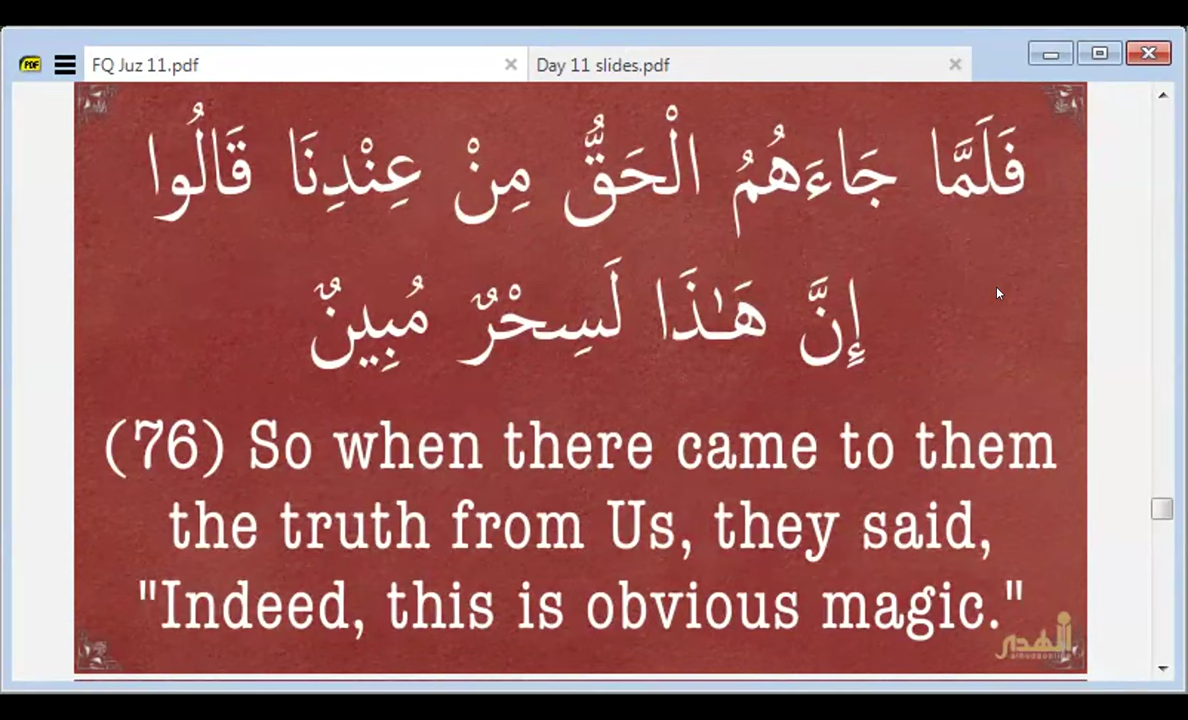 FQ Juz 11.pdf
Day 11 slides.pdf
فَلَمَّا جَاءَهُمُ الْحَقُّ مِنْ عِنْدِنَا قَالُوا
إِنَّ هَـٰذَا لَسِحْرٌ مُبِينٌ
(76) So when there came to them
the truth from Us, they said,
"Indeed, this is obvious magic."
الهدى